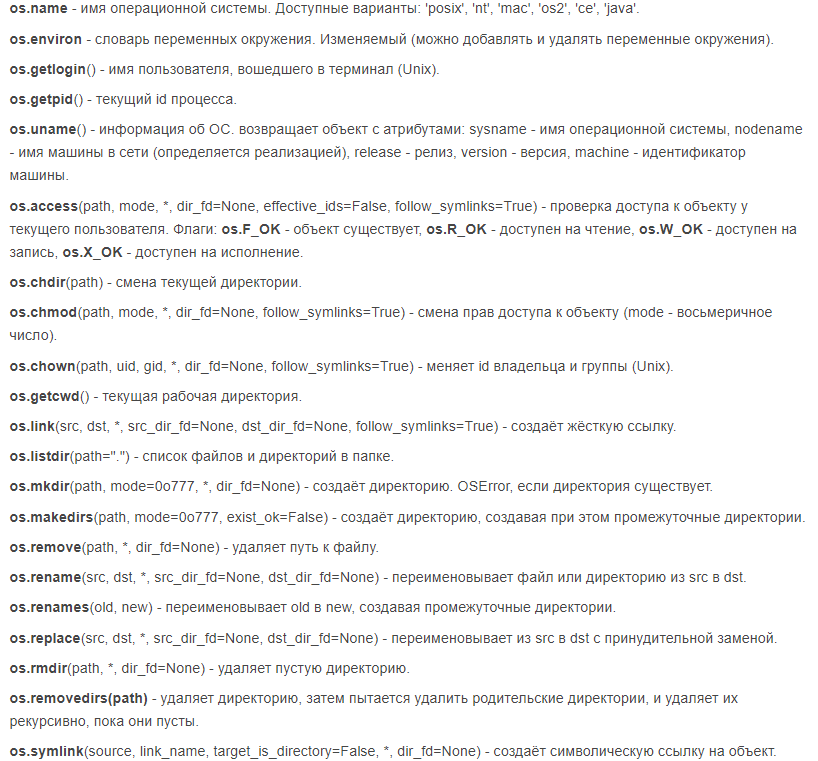 os.name - имя операционной системы. Доступные варианты: 'posix', 'nt', 'mac', 'os2', 'ce', 'java'.
os.environ - словарь переменных окружения. Изменяемый (можно добавлять и удалять переменные окружения).
os.getlogin() - имя пользователя, вошедшего в терминал (Unix).
os.getpid() - текущий id процесса.
os.uname() - информация об ОС. возвращает объект с атрибутами: sysname - имя операционной системы, nodename
- имя машины в сети (определяется реализацией), release - релиз, version - версия, machine - идентификатор
машины.
os.access(path, mode, *, dir_fd=None, effective_ids=False, follow_symlinks=True) - проверка доступа к объекту у
текущего пользователя. Флаги: os.F_OK - объект существует, os.R_OK - доступен на чтение, os.W_OK - доступен на
запись, os.X_OK - доступен на исполнение.
os.chdir(path) - смена текущей директории.
os.chmod(path, mode, *, dir_fd=None, follow_symlinks=True) - смена прав доступа к объекту (mode - восьмеричное
число).
os.chown(path, uid, gid, *, dir_fd=None, follow_symlinks=True) - меняет id владельца и группы (Unix).
os.getcwd() - текущая рабочая директория.
os.link(src, dst, *, src_dir_fd=None, dst_dir_fd=None, follow_symlinks=True) - создаёт жёсткую ссылку.
os.listdir(path=".") - список файлов и директорий в папке.
os.mkdir(path, mode=0o777, *, dir_fd=None) - создаёт директорию. OSError, если директория существует.
os.makedirs(path, mode=0o777, exist_ok=False) - создаёт директорию, создавая при этом промежуточные директории.
os.remove(path, *, dir_fd=None) - удаляет путь к файлу.
os.rename(src, dst, *, src_dir_fd=None, dst_dir_fd=None) - переименовывает файл или директорию из src в dst.
os.renames(old, new) - переименовывает old в new, создавая промежуточные директории.
os.replace(src, dst, *, src_dir_fd=None, dst_dir_fd=None) - переименовывает из src в dst с принудительной заменой.
os.rmdir(path, *, dir_fd=None) - удаляет пустую директорию.
os.removedirs(path) - удаляет директорию, затем пытается удалить родительские директории, и удаляет их
рекурсивно, пока они пусты.
os.symlink(source, link_name, target_is_directory=False, *, dir_fd=None) - создаёт символическую ссылку на объект.